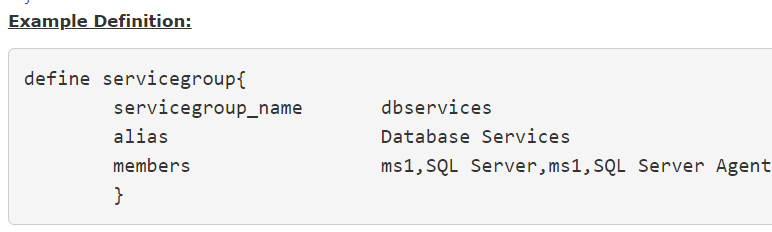 Example Definition:
define servicegroup{
servicegroup_name dbservices
alias Database Services
members ms1,SQL Server,ms1,SQL Server Agent
}